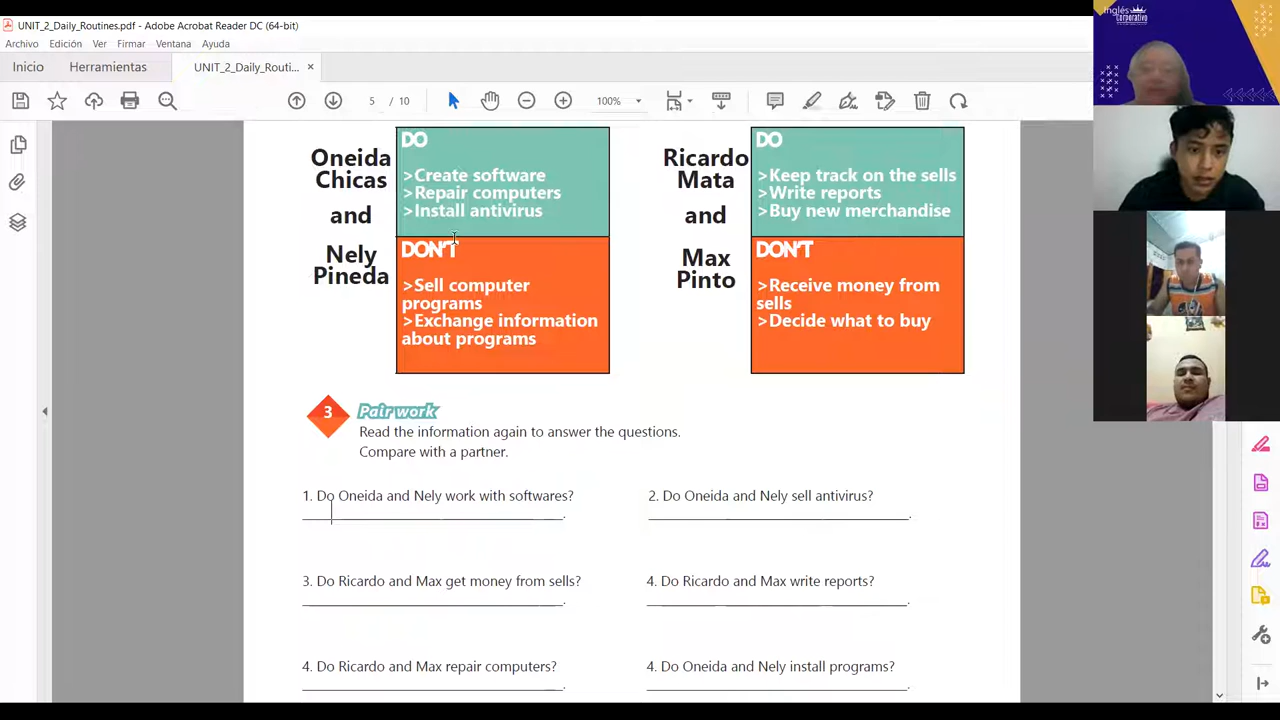 UNIT_2_Daily_Routines.pdf - Adobe Acrobat Reader DC (64-bit)
Archivo Edición Ver Firmar Ventana Ayuda
Inicio Herramientas UNIT_2_Daily_Routi... ×
5 / 10 100%
Inglés
Corporativo
Oneida
Chicas
and
Nely
Pineda
DO
>Create software
>Repair computers
>Install antivirus
DON'T
>Sell computer
programs
>Exchange information
about programs
Ricardo
Mata
and
Max
Pinto
DO
>Keep track on the sells
>Write reports
>Buy new merchandise
DON'T
>Receive money from
sells
>Decide what to buy
3 Pair work
Read the information again to answer the questions.
Compare with a partner.
1. Do Oneida and Nely work with softwares?
2. Do Oneida and Nely sell antivirus?
3. Do Ricardo and Max get money from sells?
4. Do Ricardo and Max write reports?
4. Do Ricardo and Max repair computers?
4. Do Oneida and Nely install programs?